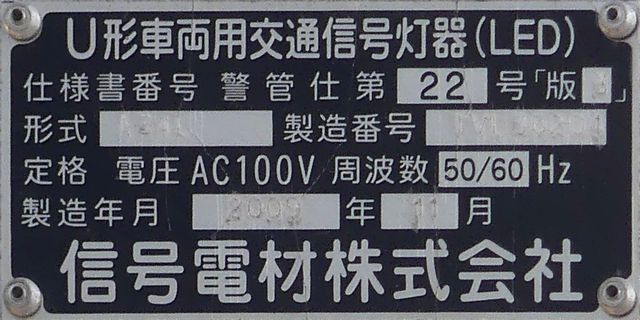 U形車両用交通信号灯器(LED)
仕様書番号 警管仕第 22 号「版3」
形式 製造番号
定格 電圧 AC100V 周波数 50/60 Hz
製造年月 2009 年 11 月
信号電材株式会社